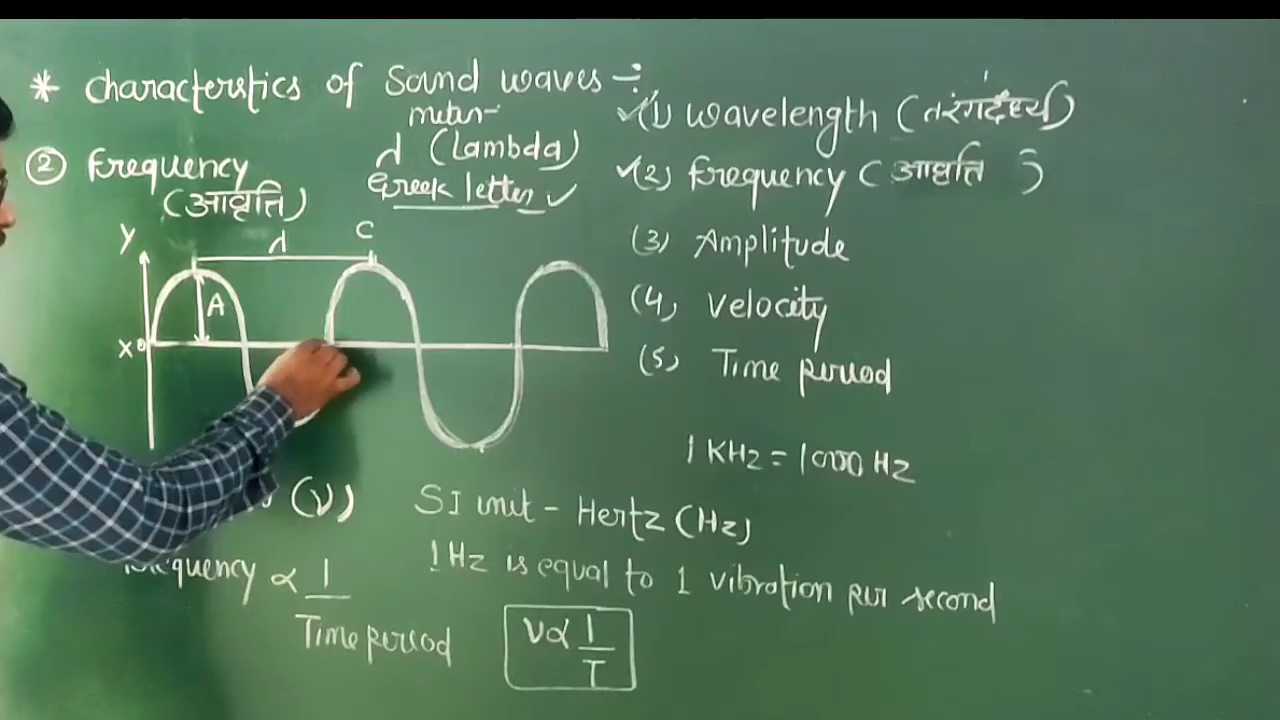 * Characterstics of Sound waves ÷
meter-
λ (Lambda)
Greek letter ✓
② Frequency
(आवृत्ति)
✓(1) wavelength (तरंगदैर्ध्य)
✓(2) frequency (आवृत्ति)
(3) Amplitude
(4) Velocity
(5) Time period
Y
λ
C
A
X 0
1 KHz = 1000 Hz
(ν)
SI unit - Hertz (Hz)
1 Hz is equal to 1 vibration per second
frequency ∝ 1
Time period
ν ∝ 1
T